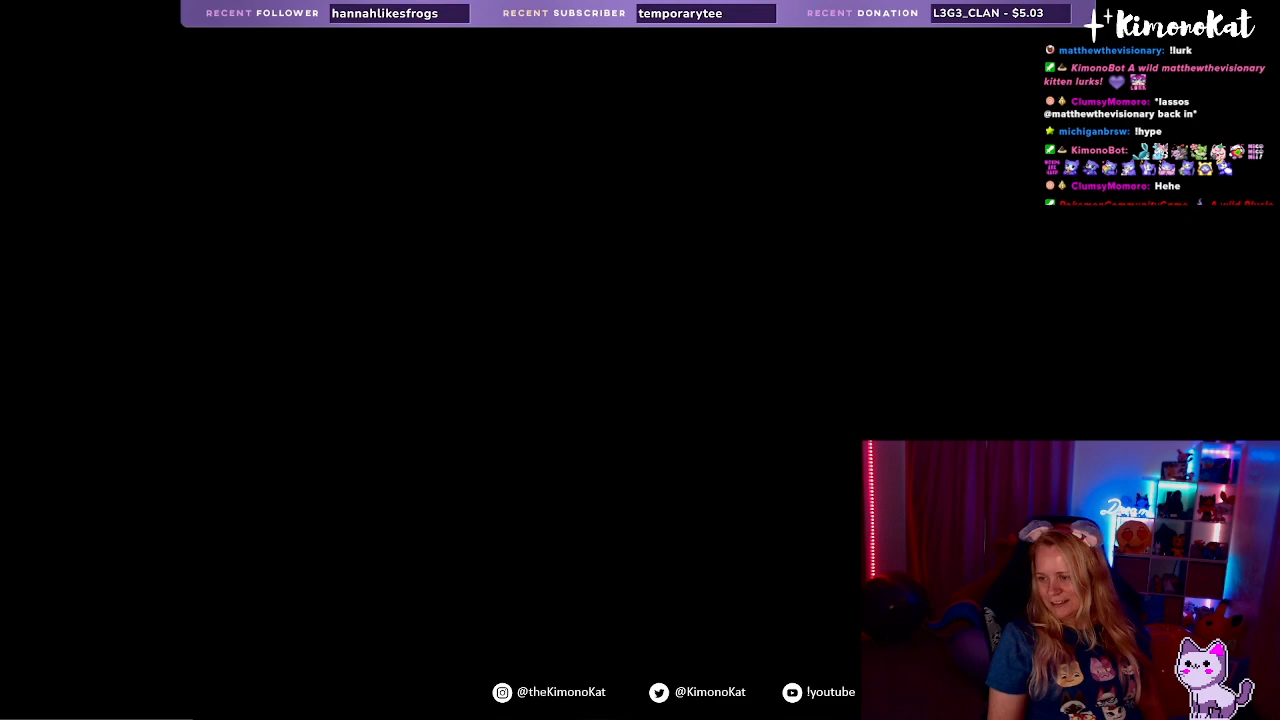 RECENT FOLLOWER hannahlikesfrogs RECENT SUBSCRIBER temporarytee RECENT DONATION L3G3_CLAN - $5.03
KimonoKat
matthewthevisionary: !lurk
KimonoBot A wild matthewthevisionary
kitten lurks!
ClumsyMomoro: *lassos
@matthewthevisionary back in*
michiganbrsw: !hype
KimonoBot:
ClumsyMomoro: Hehe
@theKimonoKat @KimonoKat !youtube